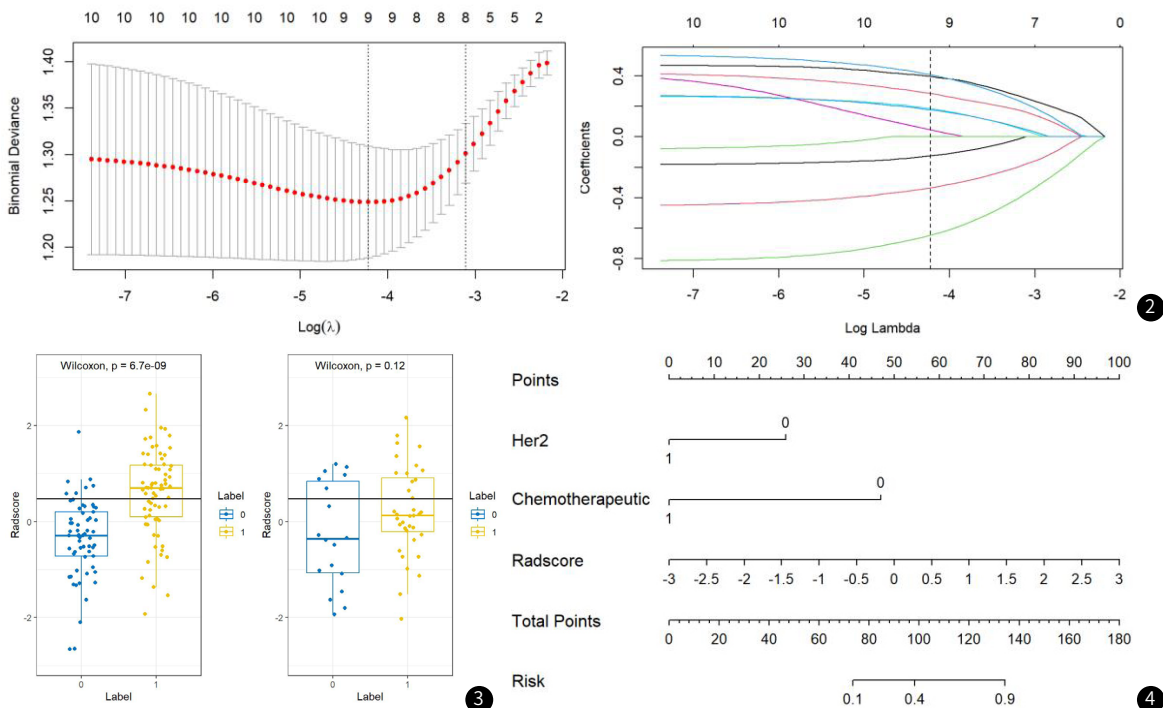 10 10 10 10 10 10 10 10 9 9 9 8 8 8 5 5 2
Binomial Deviance
1.40
1.35
1.30
1.25
1.20
-7 -6 -5 -4 -3 -2
Log(λ)
10 10 10 9 7 0
Coefficients
0.4
0.0
-0.4
-0.8
-7 -6 -5 -4 -3 -2
Log Lambda
2
Wilcoxon, p = 6.7e-09
Radscore
2
0
-2
0 1
Label
Label
0
1
Wilcoxon, p = 0.12
Radscore
2
0
-2
0 1
Label
Label
0
1
3
Points
0 10 20 30 40 50 60 70 80 90 100
Her2
0
1
Chemotherapeutic
0
1
Radscore
-3 -2.5 -2 -1.5 -1 -0.5 0 0.5 1 1.5 2 2.5 3
Total Points
0 20 40 60 80 100 120 140 160 180
Risk
0.1 0.4 0.9
4